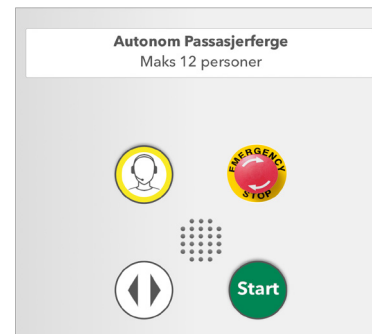 Autonom Passasjerferge
Maks 12 personer
EMERGENCY
STOP
Start